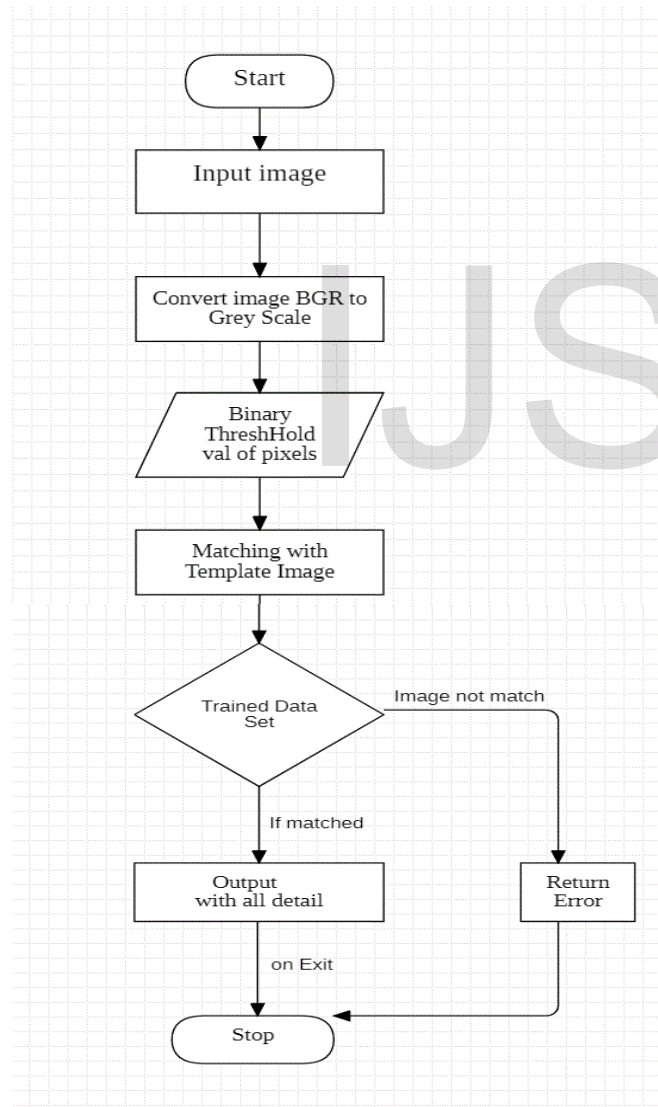 Start
Input image
Convert image BGR to
Grey Scale
IJS
Binary
ThreshHold
val of pixels
Matching with
Template Image
Trained Data
Set
Image not match
If matched
Output
with all detail
Return
Error
on Exit
Stop